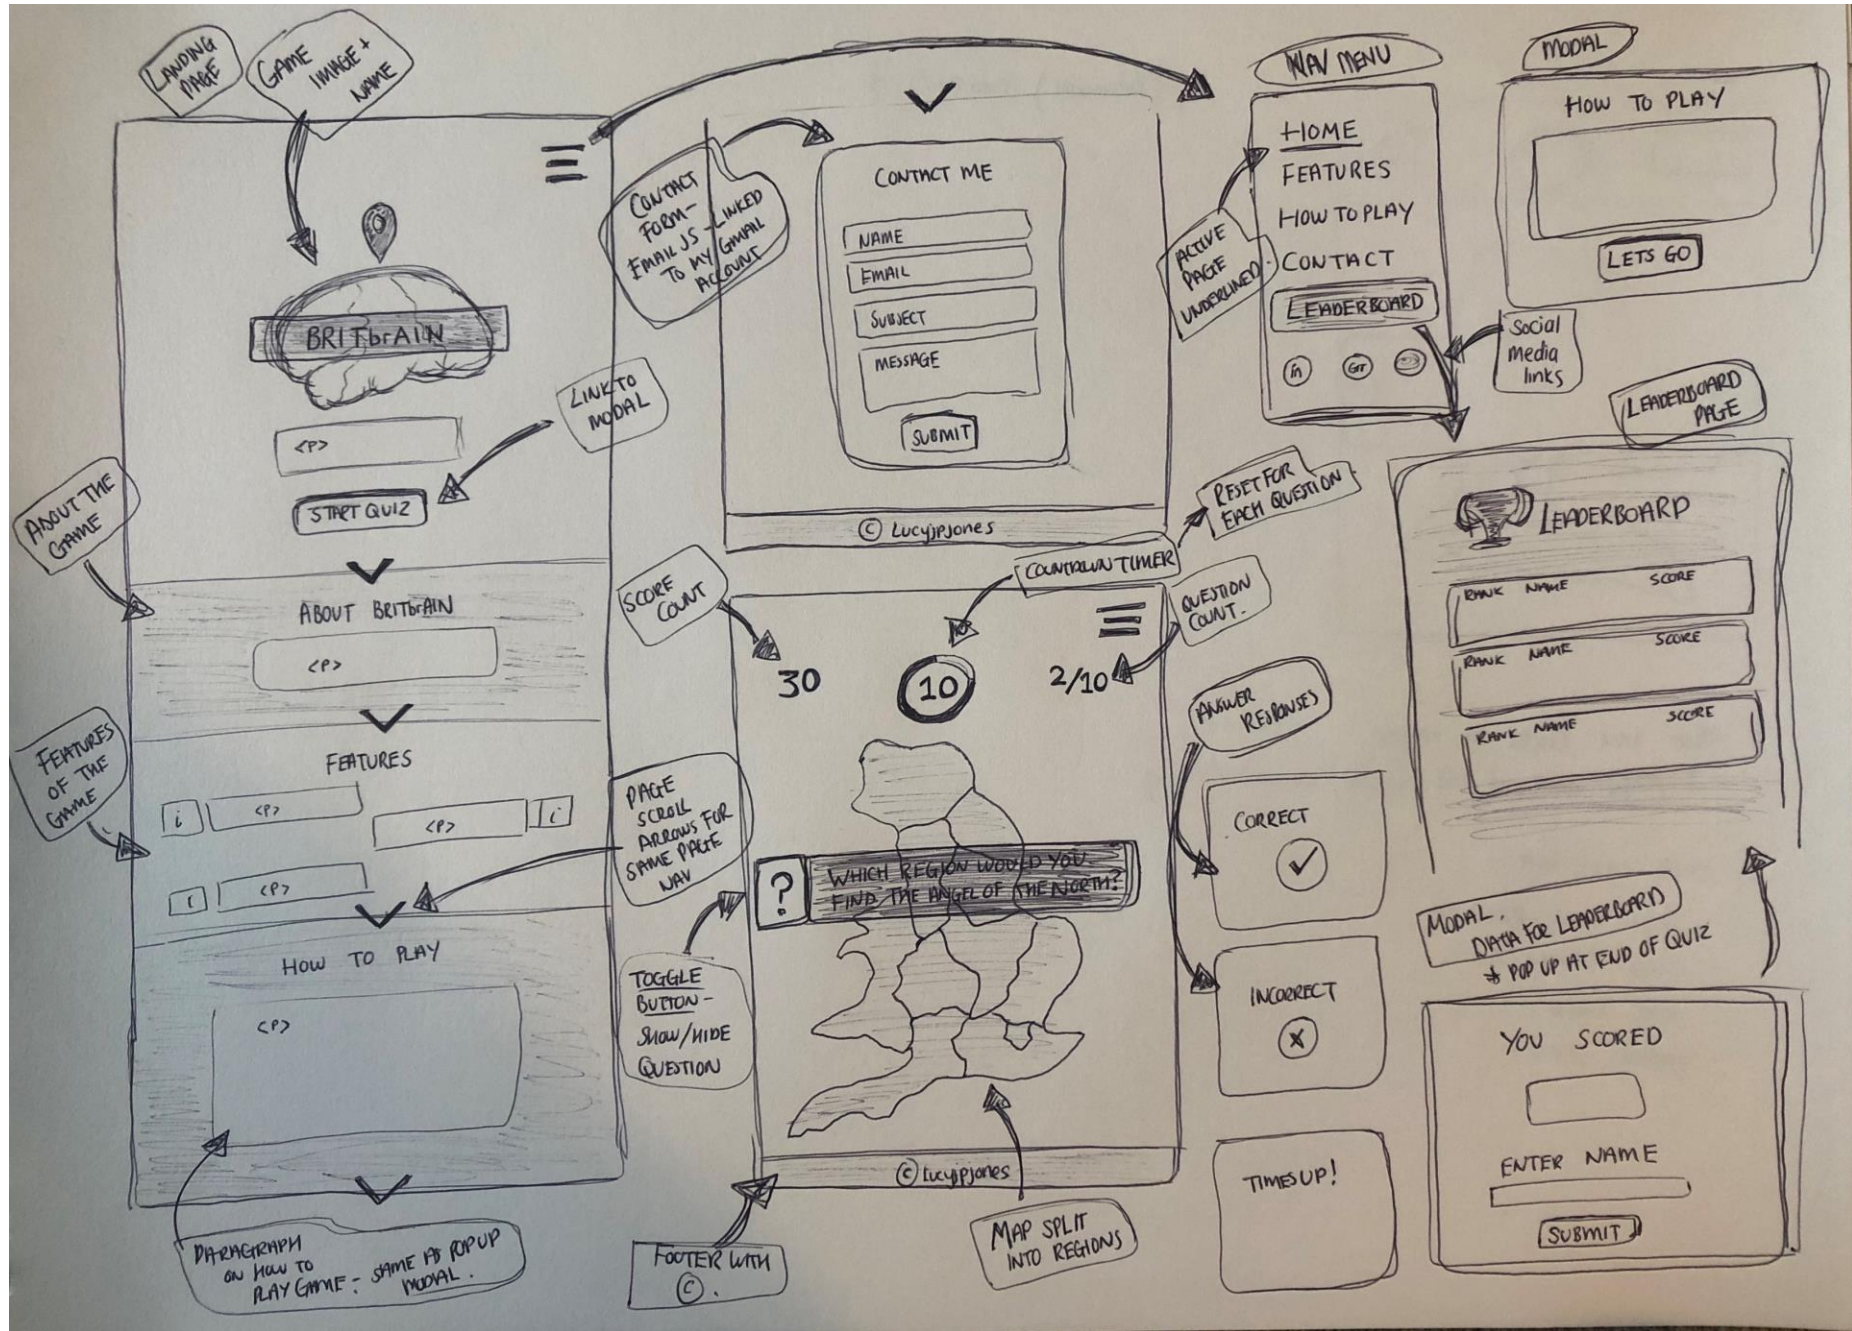 LANDING
PAGE
GAME
IMAGE +
NAME
BRITbrAIN
<P>
LINK TO
MODAL
START QUIZ
ABOUT THE
GAME
ABOUT BRITbrAIN
<P>
FEATURES
OF THE
GAME
FEATURES
i
<P>
<P>
i
i
<P>
PAGE
SCROLL
ARROWS FOR
SAME PAGE
NAV
HOW TO PLAY
<P>
PARAGRAPH
ON HOW TO
PLAY GAME - SAME AS POP UP
MODAL.
CONTACT
FORM-
EMAIL JS - LINKED
TO MY GMAIL
ACCOUNT
CONTACT ME
NAME
EMAIL
SUBJECT
MESSAGE
SUBMIT
© Lucyjpjones
SCORE
COUNT
COUNTDOWN TIMER
RESET FOR
EACH QUESTION
QUESTION
COUNT.
30
10
2/10
?
WHICH REGION WOULD YOU
FIND THE ANGEL OF THE NORTH?
TOGGLE
BUTTON -
SHOW/HIDE
QUESTION
© Lucyjpjones
FOOTER WITH
©.
MAP SPLIT
INTO REGIONS
NAV MENU
HOME
FEATURES
HOW TO PLAY
CONTACT
LEADERBOARD
in
GIT
ACTIVE
PAGE
UNDERLINED.
Social
media
links
MODAL
HOW TO PLAY
LETS GO
LEADERBOARD
PAGE
LEADERBOARD
RANK NAME SCORE
RANK NAME SCORE
RANK NAME SCORE
ANSWER
RESPONSES
CORRECT
INCORRECT
TIMES UP!
MODAL.
DATA FOR LEADERBOARD
* POP UP AT END OF QUIZ
YOU SCORED
ENTER NAME
SUBMIT